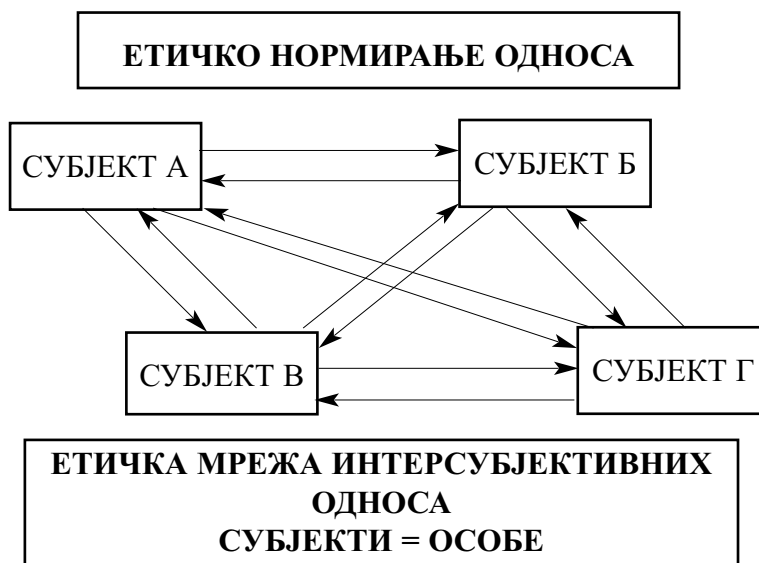 ЕТИЧКО НОРМИРАЊЕ ОДНОСА
СУБЈЕКТ А
СУБЈЕКТ Б
СУБЈЕКТ В
СУБЈЕКТ Г
ЕТИЧКА МРЕЖА ИНТЕРСУБЈЕКТИВНИХ
ОДНОСА
СУБЈЕКТИ = ОСОБЕ